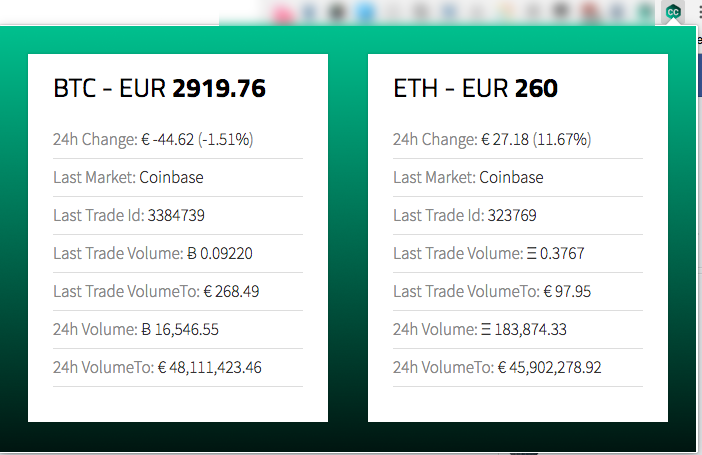 CC
BTC - EUR 2919.76
24h Change: € -44.62 (-1.51%)
Last Market: Coinbase
Last Trade Id: 3384739
Last Trade Volume: Ƀ 0.09220
Last Trade VolumeTo: € 268.49
24h Volume: Ƀ 16,546.55
24h VolumeTo: € 48,111,423.46
ETH - EUR 260
24h Change: € 27.18 (11.67%)
Last Market: Coinbase
Last Trade Id: 323769
Last Trade Volume: Ξ 0.3767
Last Trade VolumeTo: € 97.95
24h Volume: Ξ 183,874.33
24h VolumeTo: € 45,902,278.92